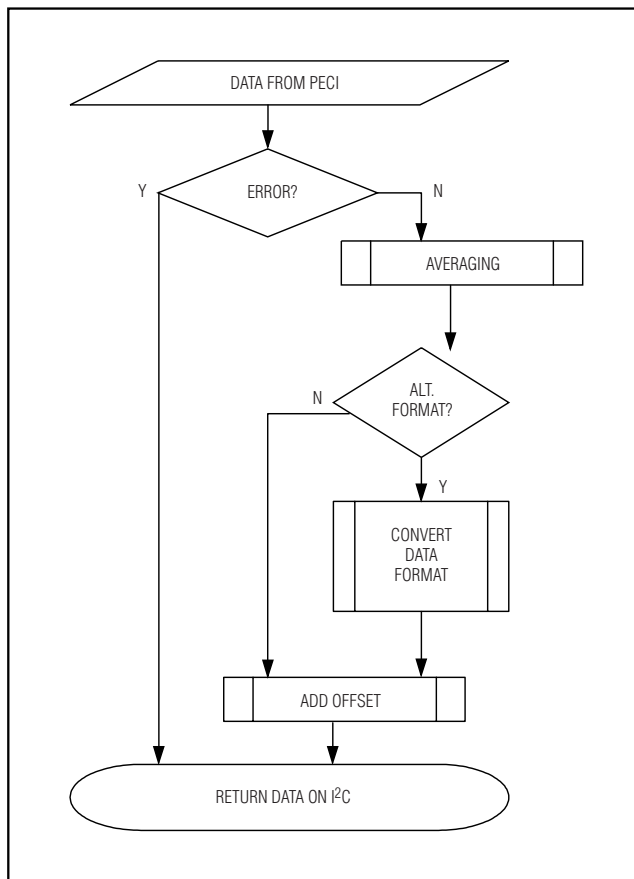 DATA FROM PECI
Y
ERROR?
N
AVERAGING
N
ALT.
FORMAT?
Y
CONVERT
DATA
FORMAT
ADD OFFSET
RETURN DATA ON I²C